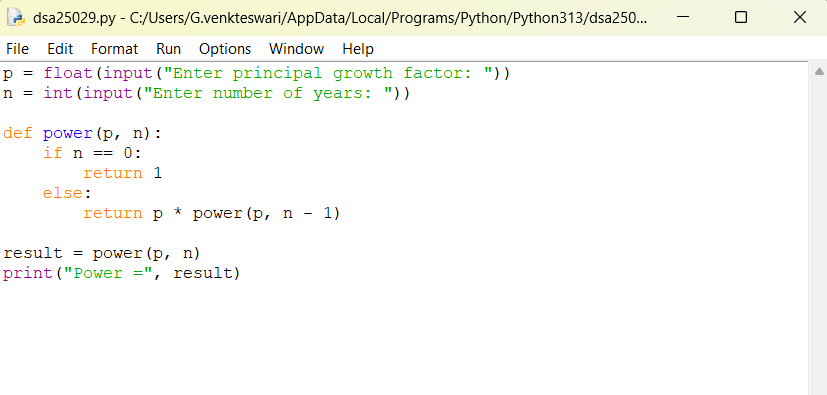 dsa25029.py - C:/Users/G.venkteswari/AppData/Local/Programs/Python/Python313/dsa250...
File Edit Format Run Options Window Help
p = float(input("Enter principal growth factor: "))
n = int(input("Enter number of years: "))
def power(p, n):
    if n == 0:
        return 1
    else:
        return p * power(p, n - 1)
result = power(p, n)
print("Power =", result)